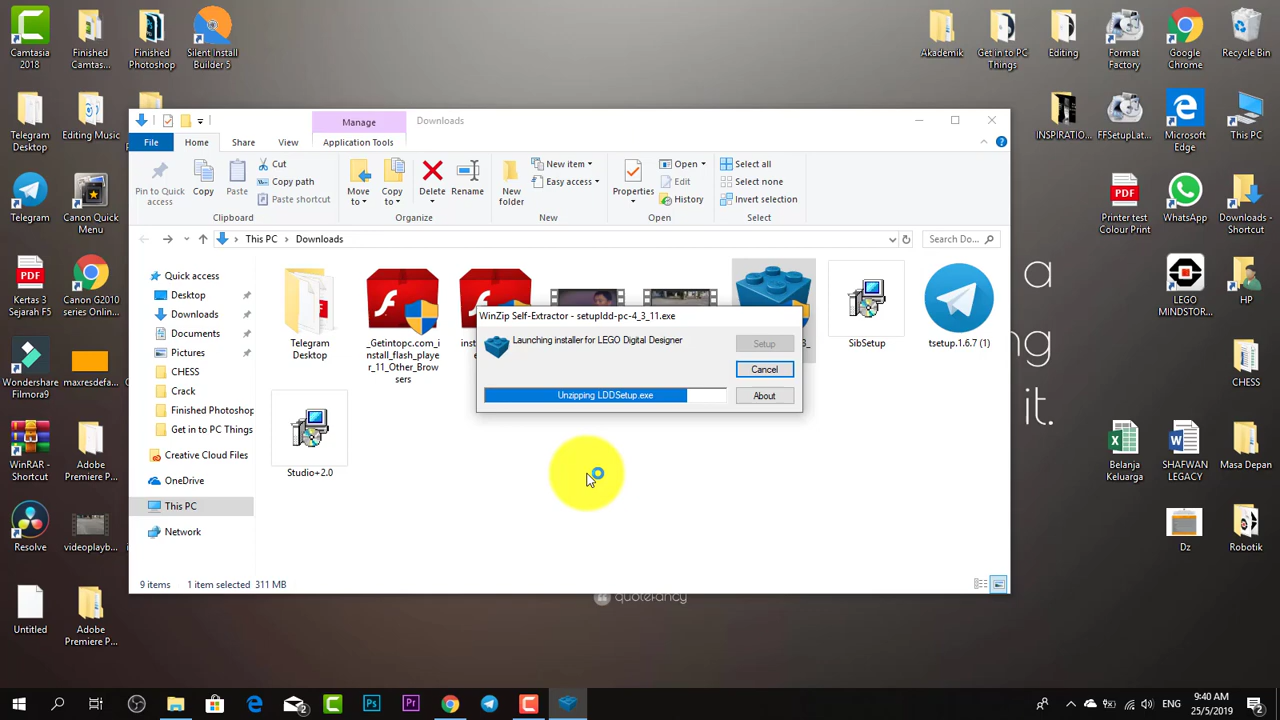 Camtasia 2018
Finished Camtas...
Finished Photoshop
Silent Install Builder 5
Akademik
Get in to PC Things
Editing
Format Factory
Google Chrome
Recycle Bin
Telegram Desktop
Editing Music
INSPIRATIO...
FFSetupLat...
Microsoft Edge
This PC
Telegram
Canon Quick Menu
Printer test Colour Print
WhatsApp
Downloads - Shortcut
Kertas 3 Sejarah F5
Canon G2010 series On-scr...
LEGO MINDSTOR...
HP
Wondershare Filmora9
maxresdefa...
CHESS
WinRAR - Shortcut
Adobe Premiere P...
Belanja Keluarga
SHAFWAN LEGACY
Masa Depan
Resolve
videoplayb...
Dz
Robotik
Untitled
Adobe Premiere P...
a
ng
it.
quotefancy
Manage
Downloads
File
Home
Share
View
Application Tools
Pin to Quick access
Copy
Paste
Cut
Copy path
Paste shortcut
Clipboard
Move to
Copy to
Delete
Rename
Organize
New folder
New item
Easy access
New
Properties
Open
Edit
History
Open
Select all
Select none
Invert selection
Select
This PC > Downloads
Search Do...
Quick access
Desktop
Downloads
Documents
Pictures
CHESS
Crack
Finished Photoshop
Get in to PC Things
Creative Cloud Files
OneDrive
This PC
Network
Telegram Desktop
_Getintopc.com_install_flash_player_11_Other_Browsers
SibSetup
tsetup.1.6.7 (1)
Studio+2.0
WinZip Self-Extractor - setupldd-pc-4_3_11.exe
Launching installer for LEGO Digital Designer
Setup
Cancel
Unzipping LDDSetup.exe
About
9 items
1 item selected 311 MB
9:40 AM
25/5/2019